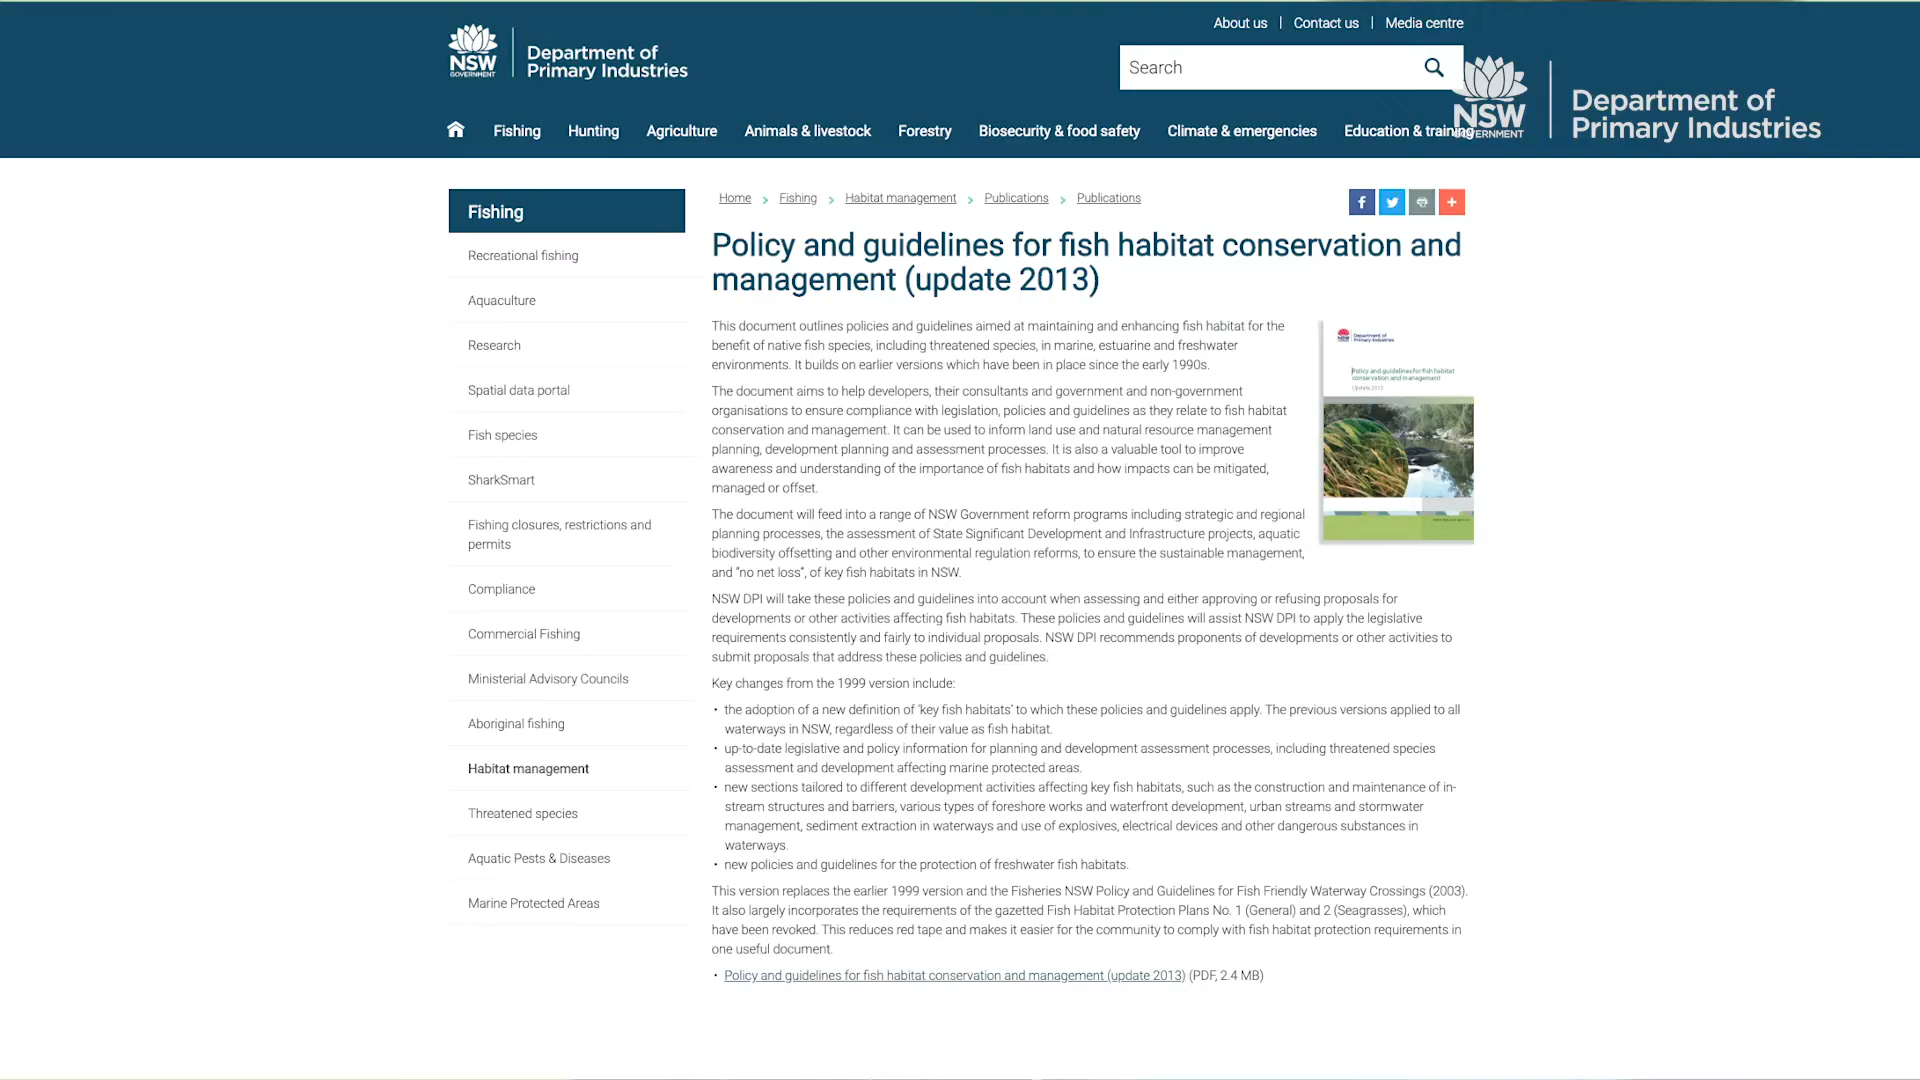 About us | Contact us | Media centre
NSW GOVERNMENT
Department of
Primary Industries
Search
NSW
Department of
Primary Industries
Fishing Hunting Agriculture Animals & livestock Forestry Biosecurity & food safety Climate & emergencies Education & training
Fishing
Recreational fishing
Aquaculture
Research
Spatial data portal
Fish species
SharkSmart
Fishing closures, restrictions and
permits
Compliance
Commercial Fishing
Ministerial Advisory Councils
Aboriginal fishing
Habitat management
Threatened species
Aquatic Pests & Diseases
Marine Protected Areas
Home > Fishing > Habitat management > Publications > Publications
Policy and guidelines for fish habitat conservation and
management (update 2013)
This document outlines policies and guidelines aimed at maintaining and enhancing fish habitat for the
benefit of native fish species, including threatened species, in marine, estuarine and freshwater
environments. It builds on earlier versions which have been in place since the early 1990s.
The document aims to help developers, their consultants and government and non-government
organisations to ensure compliance with legislation, policies and guidelines as they relate to fish habitat
conservation and management. It can be used to inform land use and natural resource management
planning, development planning and assessment processes. It is also a valuable tool to improve
awareness and understanding of the importance of fish habitats and how impacts can be mitigated,
managed or offset.
The document will feed into a range of NSW Government reform programs including strategic and regional
planning processes, the assessment of State Significant Development and Infrastructure projects, aquatic
biodiversity offsetting and other environmental regulation reforms, to ensure the sustainable management,
and "no net loss", of key fish habitats in NSW.
Department of
Primary Industries
Policy and guidelines for fish habitat
conservation and management
Update 2013
NSW DPI will take these policies and guidelines into account when assessing and either approving or refusing proposals for
developments or other activities affecting fish habitats. These policies and guidelines will assist NSW DPI to apply the legislative
requirements consistently and fairly to individual proposals. NSW DPI recommends proponents of developments or other activities to
submit proposals that address these policies and guidelines.
Key changes from the 1999 version include:
• the adoption of a new definition of 'key fish habitats' to which these policies and guidelines apply. The previous versions applied to all
waterways in NSW, regardless of their value as fish habitat.
• up-to-date legislative and policy information for planning and development assessment processes, including threatened species
assessment and development affecting marine protected areas.
• new sections tailored to different development activities affecting key fish habitats, such as the construction and maintenance of in-
stream structures and barriers, various types of foreshore works and waterfront development, urban streams and stormwater
management, sediment extraction in waterways and use of explosives, electrical devices and other dangerous substances in
waterways.
• new policies and guidelines for the protection of freshwater fish habitats.
This version replaces the earlier 1999 version and the Fisheries NSW Policy and Guidelines for Fish Friendly Waterway Crossings (2003).
It also largely incorporates the requirements of the gazetted Fish Habitat Protection Plans No. 1 (General) and 2 (Seagrasses), which
have been revoked. This reduces red tape and makes it easier for the community to comply with fish habitat protection requirements in
one useful document.
• Policy and guidelines for fish habitat conservation and management (update 2013) (PDF, 2.4 MB)